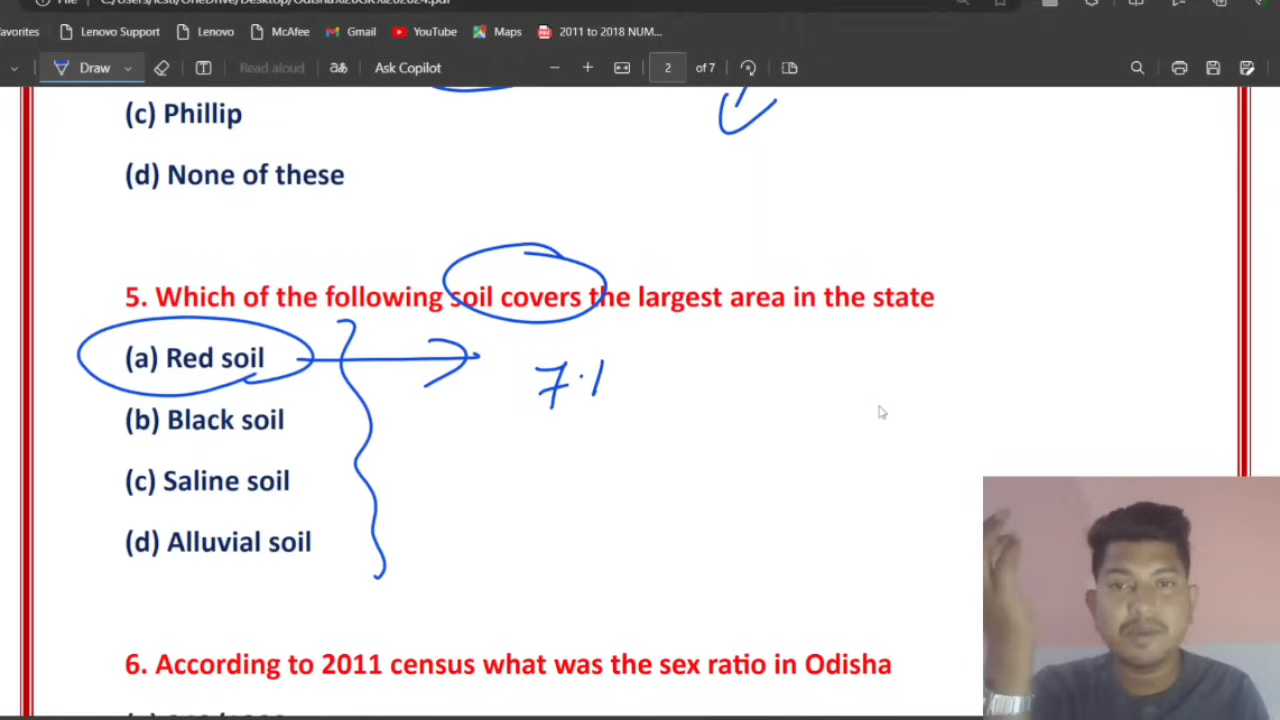 Lenovo Support Lenovo McAfee Gmail YouTube Maps 2011 to 2018 NUM...
Draw Read aloud Ask Copilot 2 of 7
(c) Phillip
(d) None of these
5. Which of the following soil covers the largest area in the state
(a) Red soil
7.1
(b) Black soil
(c) Saline soil
(d) Alluvial soil
6. According to 2011 census what was the sex ratio in Odisha